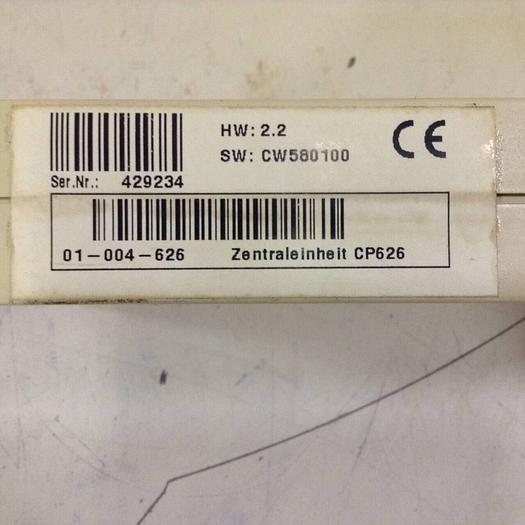 HW: 2.2
SW: CW580100
CE
Ser.Nr.: 429234
01-004-626 Zentraleinheit CP626